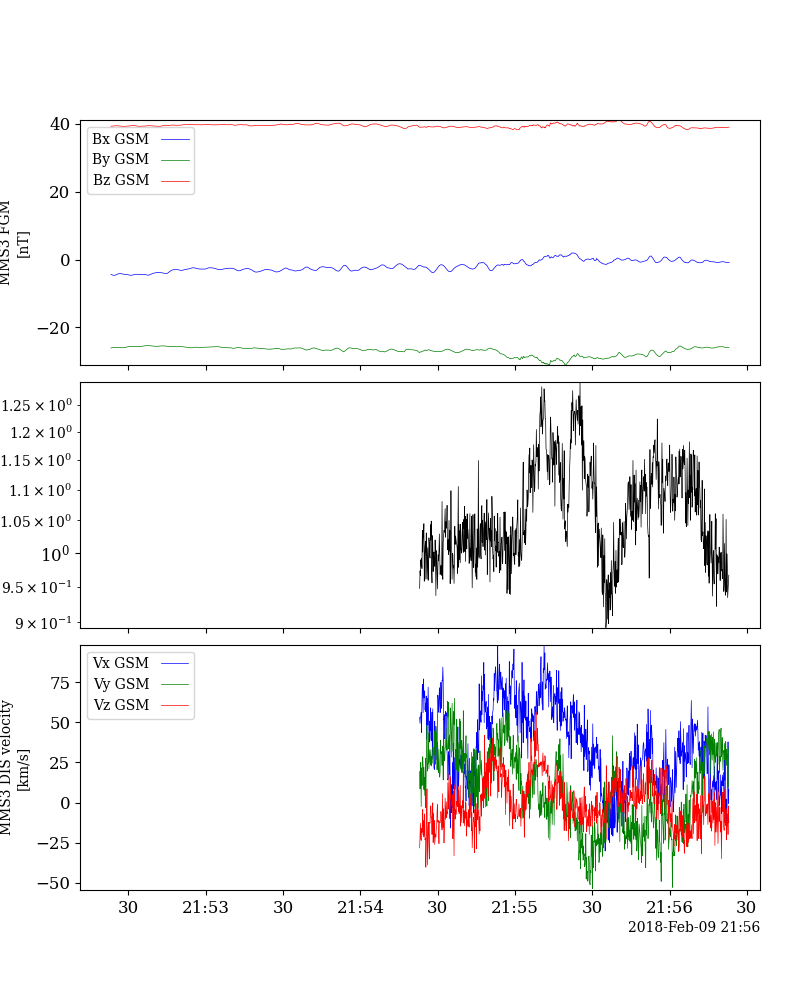 40
20
0
−20
MMS3 FGM
[nT]
Bx GSM
By GSM
Bz GSM
1.25 × 10⁰
1.2 × 10⁰
1.15 × 10⁰
1.1 × 10⁰
1.05 × 10⁰
10⁰
9.5 × 10⁻¹
9 × 10⁻¹
75
50
25
0
−25
−50
MMS3 DIS velocity
[km/s]
Vx GSM
Vy GSM
Vz GSM
30 21:53 30 21:54 30 21:55 30 21:56 30
2018-Feb-09 21:56